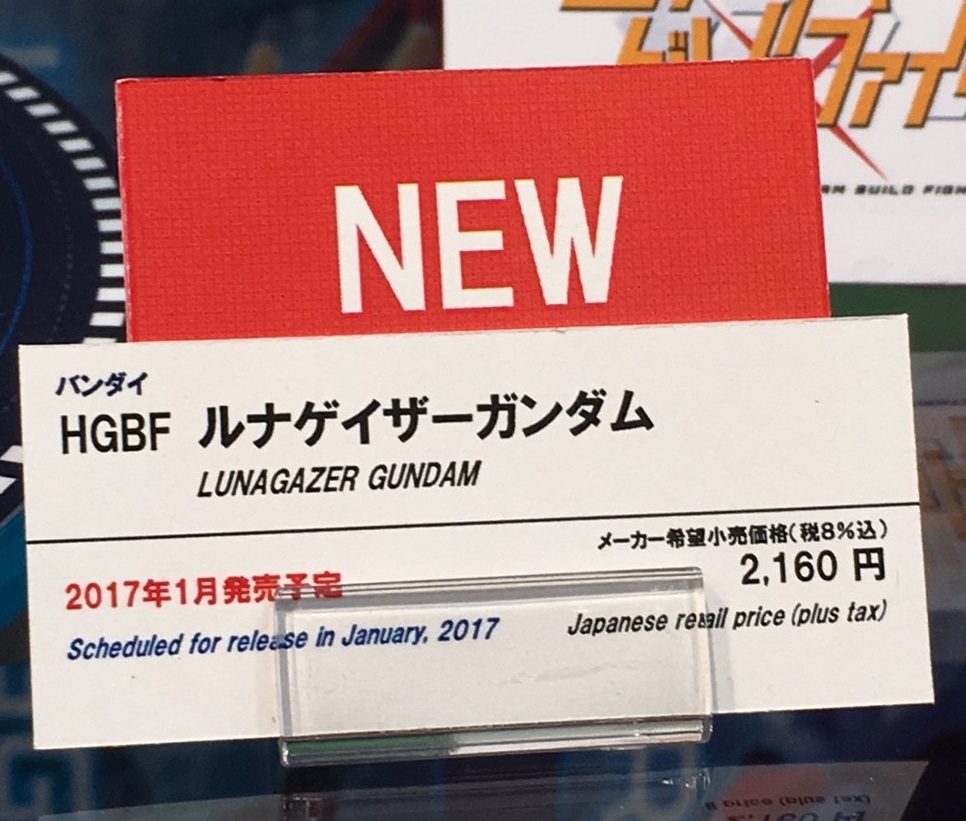 NEW
バンダイ
HGBF ルナゲイザーガンダム
LUNAGAZER GUNDAM
メーカー希望小売価格(税8%込)
2,160 円
2017年1月発売予定
Japanese retail price (plus tax)
Scheduled for release in January, 2017
BUILD